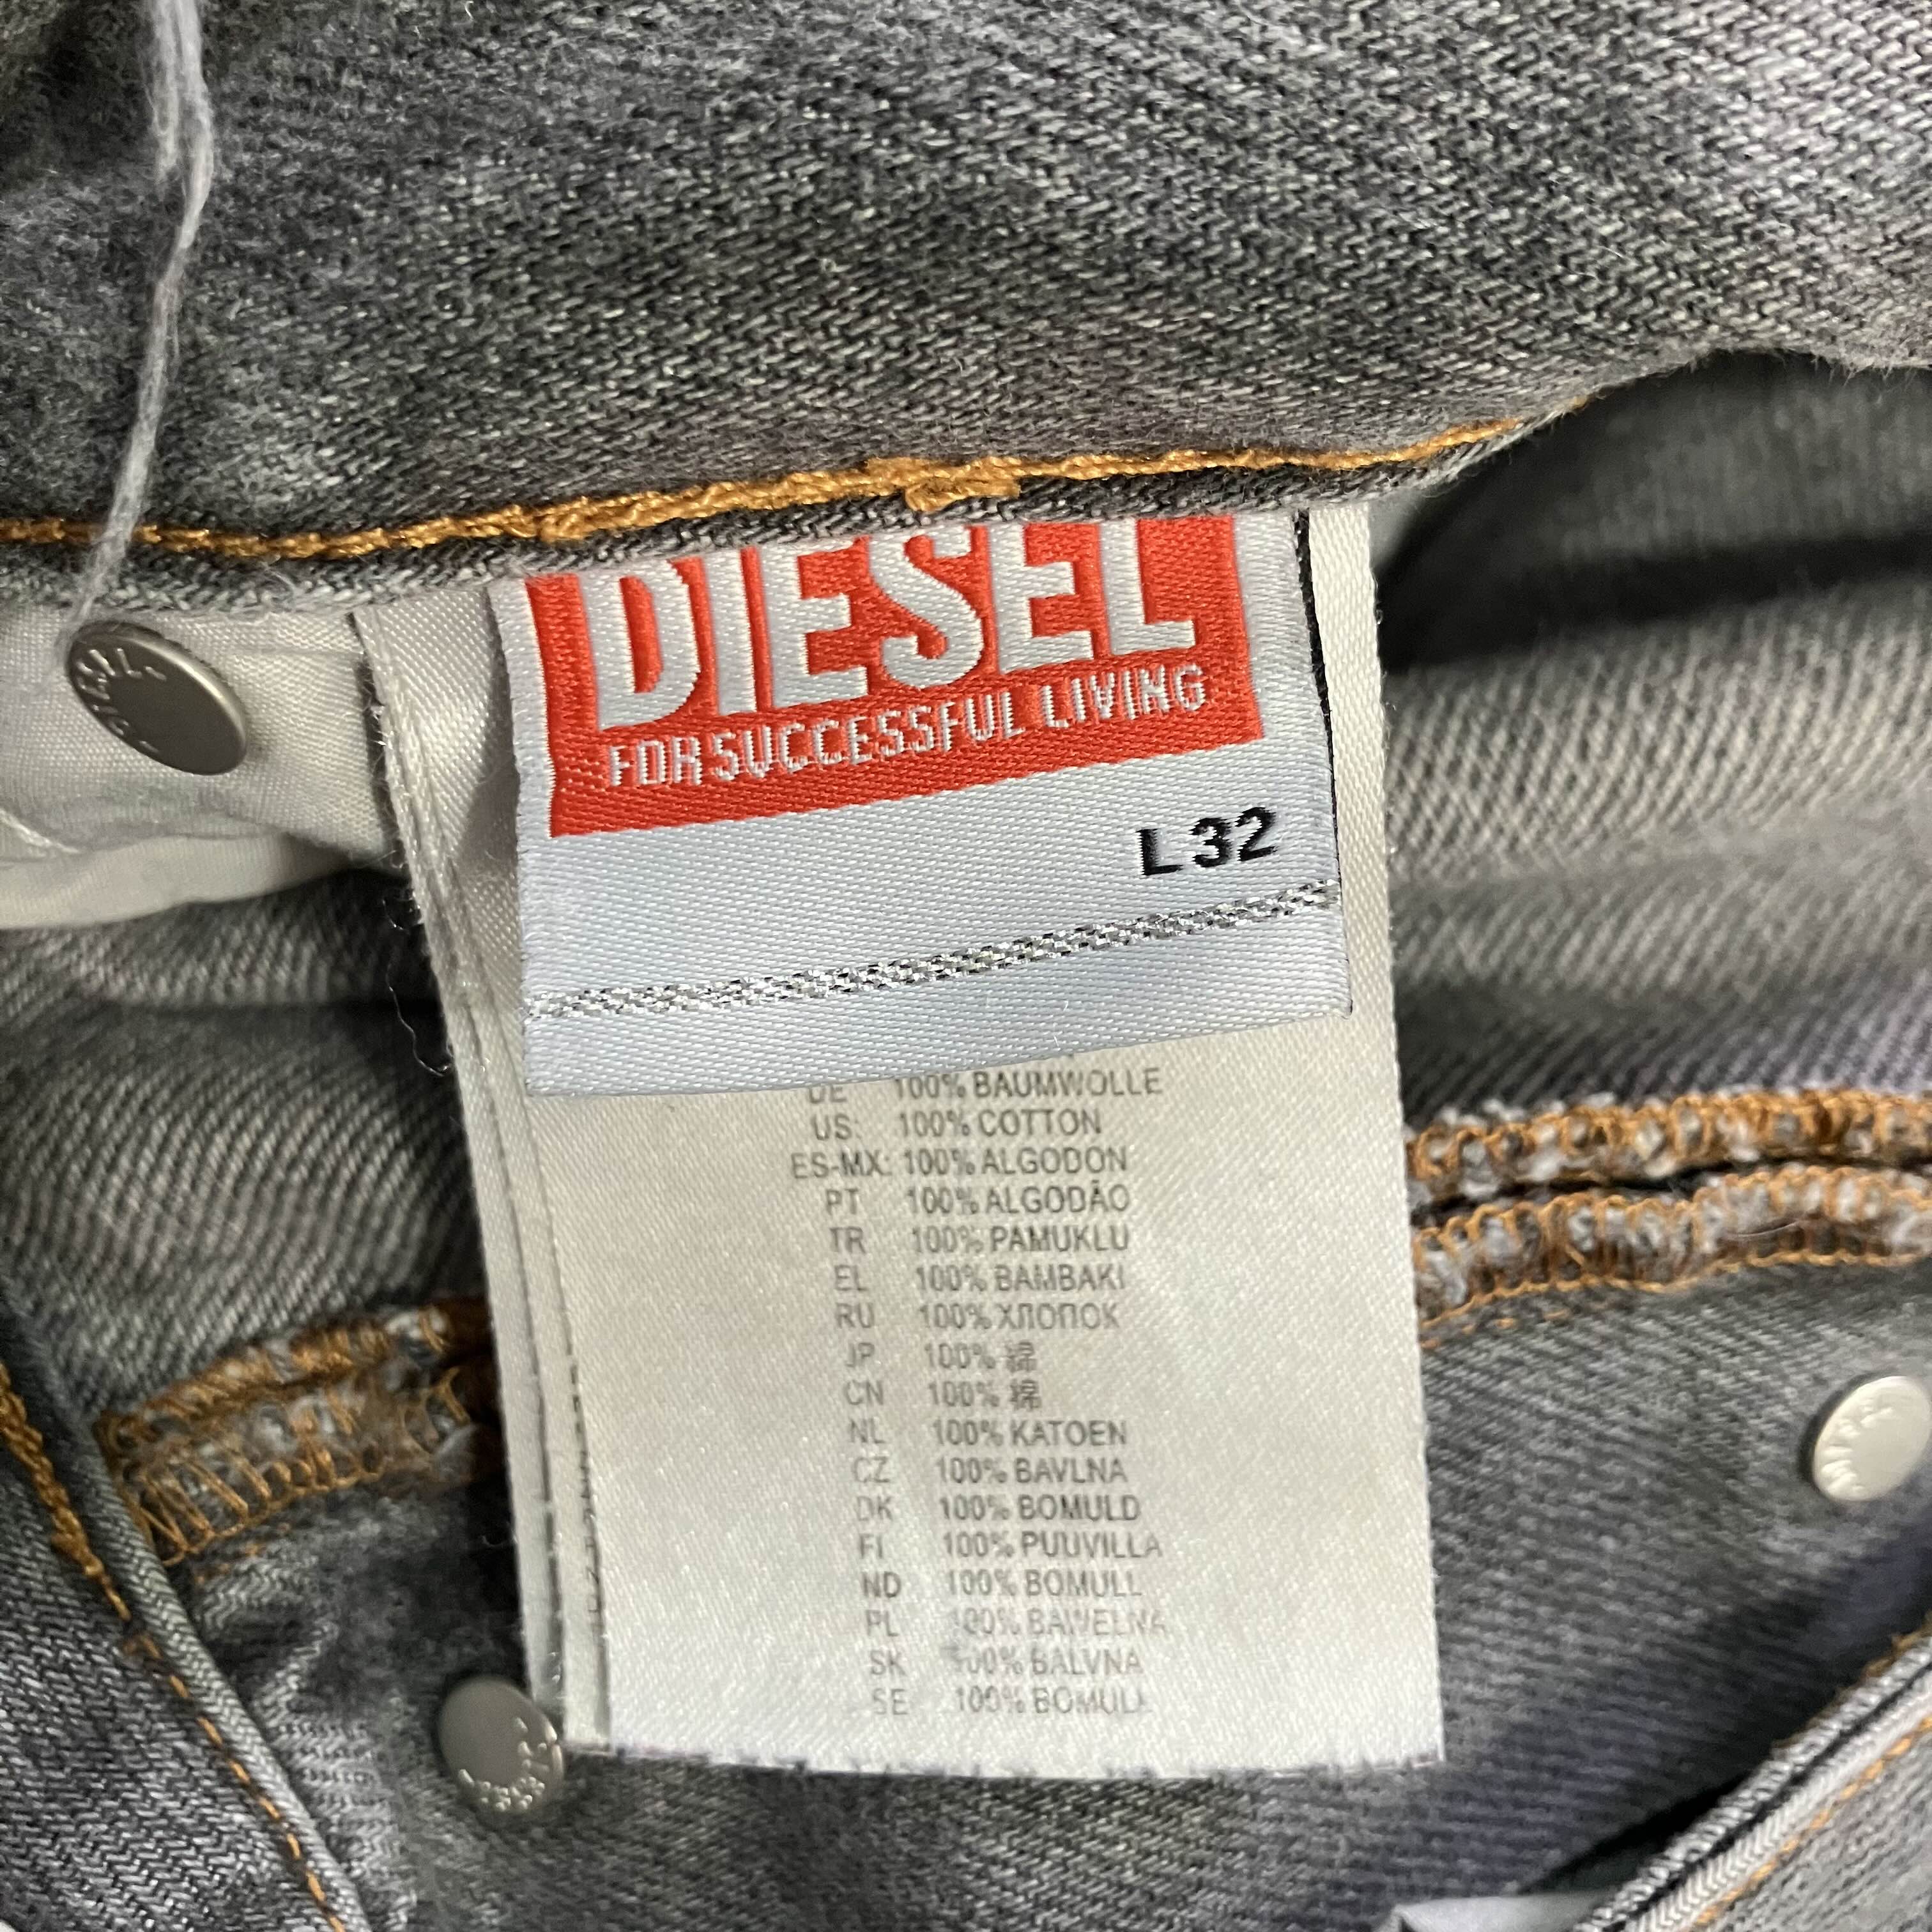 DIESEL
FOR SUCCESSFUL LIVING
L 32
DE 100% BAUMWOLLE
US: 100% COTTON
ES-MX: 100% ALGODON
PT 100% ALGODÃO
TR 100% PAMUKLU
EL 100% BAMBAKI
RU 100% ХЛОПОК
JP 100% 綿
CN 100% 棉
NL 100% KATOEN
CZ 100% BAVLNA
DK 100% BOMULD
FI 100% PUUVILLA
ND 100% BOMULL
PL 100% BAWELNA
SK 100% BALVNA
SE 100% BOMULL